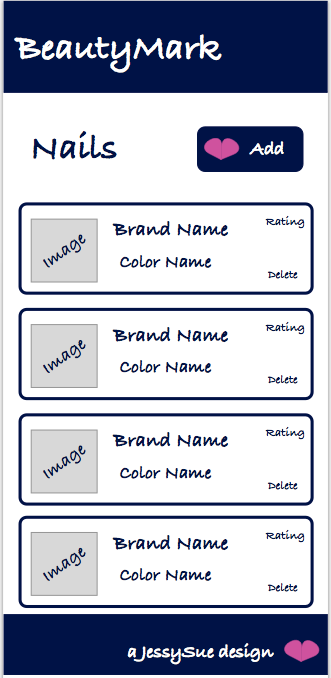 BeautyMark
Nails
Add
Image
Brand Name
Color Name
Rating
Delete
Image
Brand Name
Color Name
Rating
Delete
Image
Brand Name
Color Name
Rating
Delete
Image
Brand Name
Color Name
Rating
Delete
a JessySue design